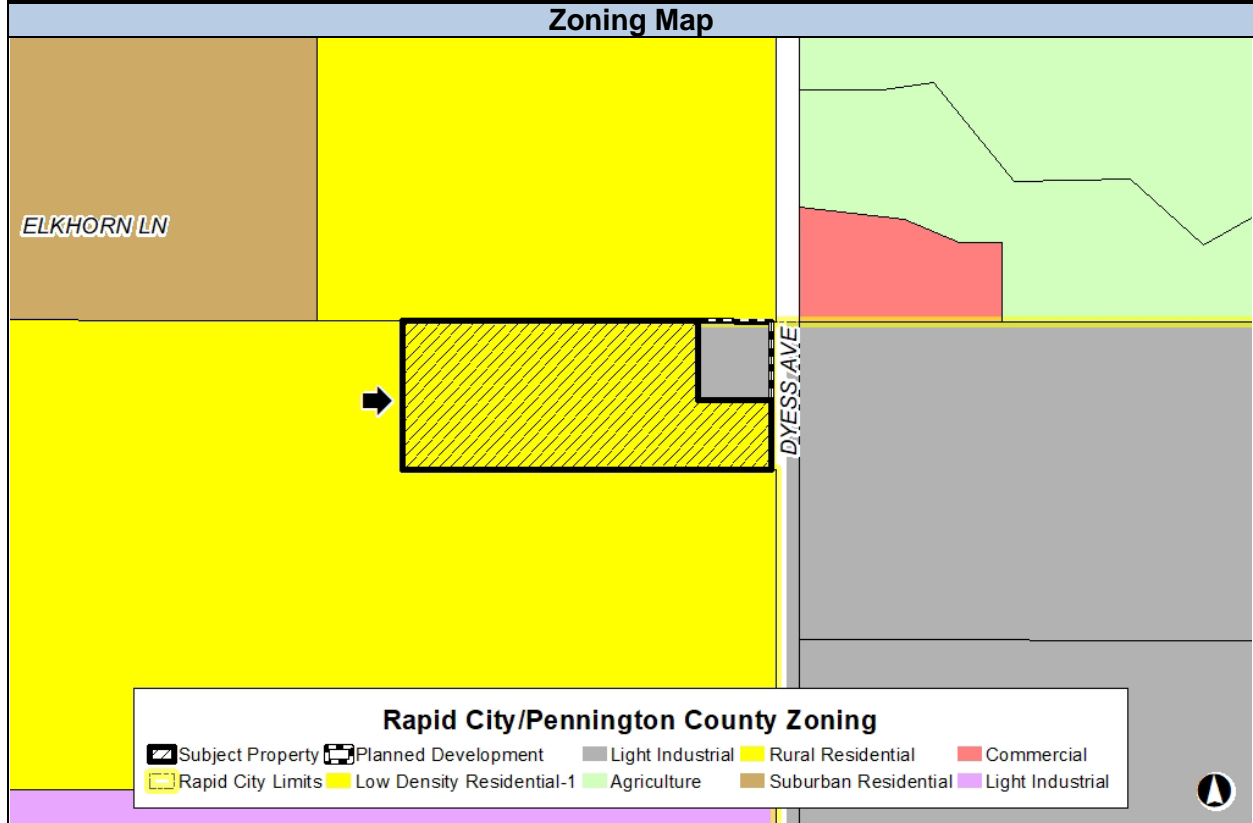 Zoning Map
ELKHORN LN
DYESS AVE
Rapid City/Pennington County Zoning
Subject Property Planned Development Light Industrial Rural Residential Commercial
Rapid City Limits Low Density Residential-1 Agriculture Suburban Residential Light Industrial